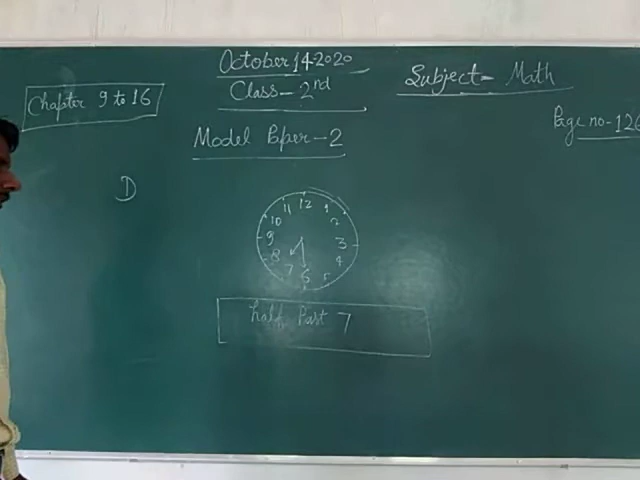 October 14-2020
Class - 2nd
Subject - Math
Chapter 9 to 16
Page no - 126
Model Paper - 2
D
12
11 1
10 2
9 3
8 4
7 5
6
half Past 7